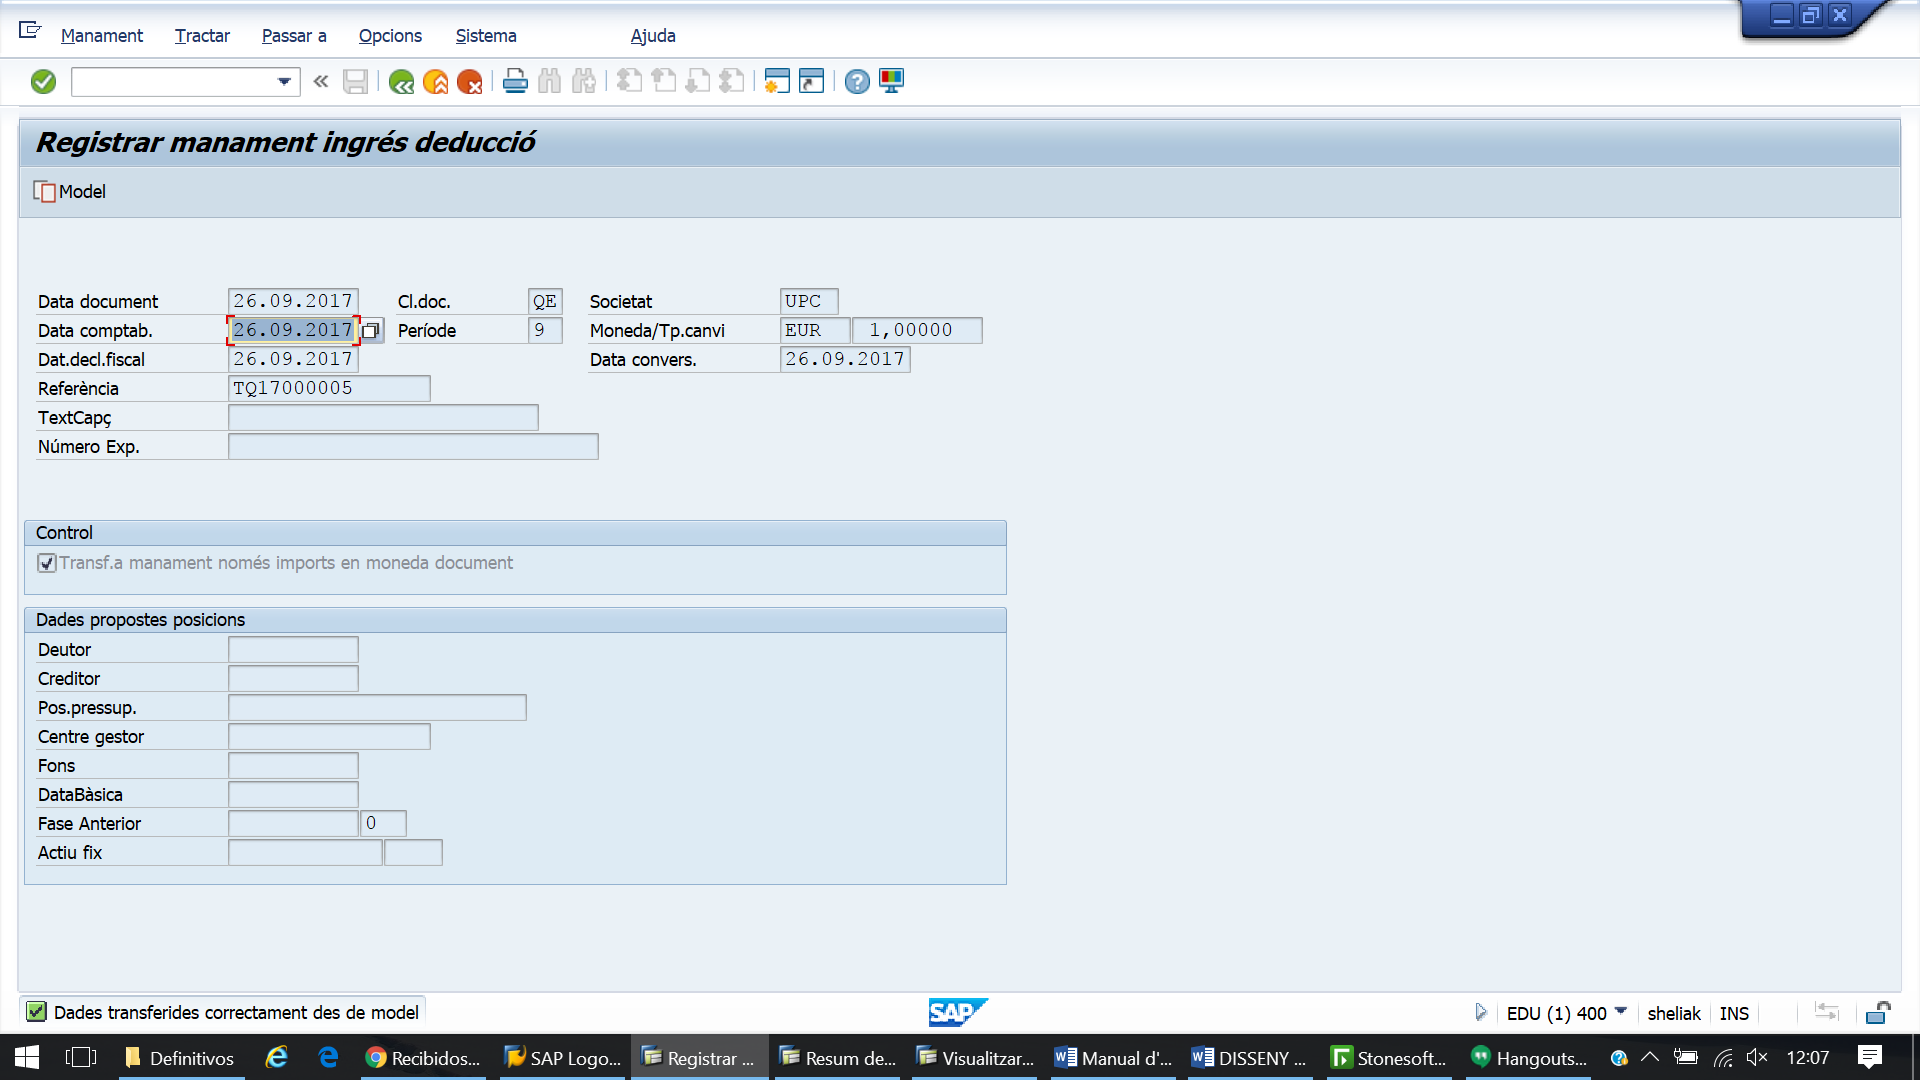 Manament Tractar Passar a Opcions Sistema Ajuda
Registrar manament ingrés deducció
Model
Data document 26.09.2017 Cl.doc. QE Societat UPC
Data comptab. 26.09.2017 Període 9 Moneda/Tp.canvi EUR 1,00000
Dat.decl.fiscal 26.09.2017 Data convers. 26.09.2017
Referència TQ17000005
TextCapç
Número Exp.
Control
Transf.a manament només imports en moneda document
Dades propostes posicions
Deutor
Creditor
Pos.pressup.
Centre gestor
Fons
DataBàsica
Fase Anterior 0
Actiu fix
Dades transferides correctament des de model SAP EDU (1) 400 sheliak INS
Definitivos Recibidos... SAP Logo... Registrar ... Resum de... Visualitzar... Manual d'... DISSENY ... Stonesoft... Hangouts... 12:07